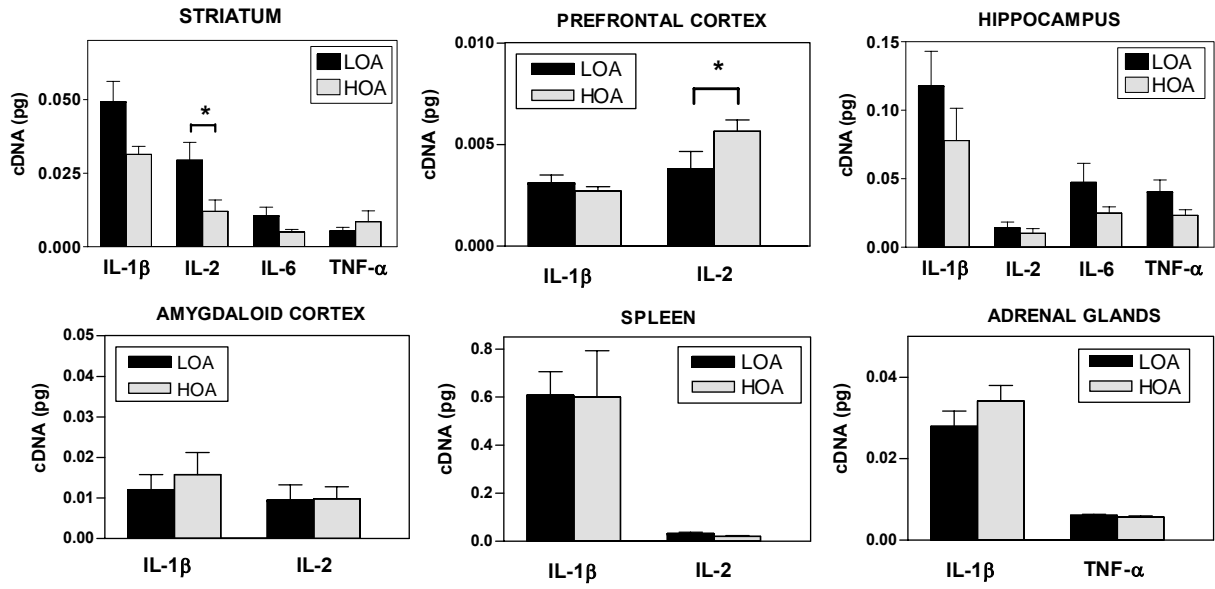 STRIATUM
cDNA (pg)
0.050
0.025
0.000
LOA
HOA
*
IL-1β IL-2 IL-6 TNF-α
PREFRONTAL CORTEX
cDNA (pg)
0.010
0.005
0.000
LOA
HOA
*
IL-1β IL-2
HIPPOCAMPUS
cDNA (pg)
0.15
0.10
0.05
0.00
LOA
HOA
IL-1β IL-2 IL-6 TNF-α
AMYGDALOID CORTEX
cDNA (pg)
0.05
0.04
0.03
0.02
0.01
0.00
LOA
HOA
IL-1β IL-2
SPLEEN
cDNA (pg)
0.8
0.6
0.4
0.2
0.0
LOA
HOA
IL-1β IL-2
ADRENAL GLANDS
cDNA (pg)
0.04
0.02
0.00
LOA
HOA
IL-1β TNF-α